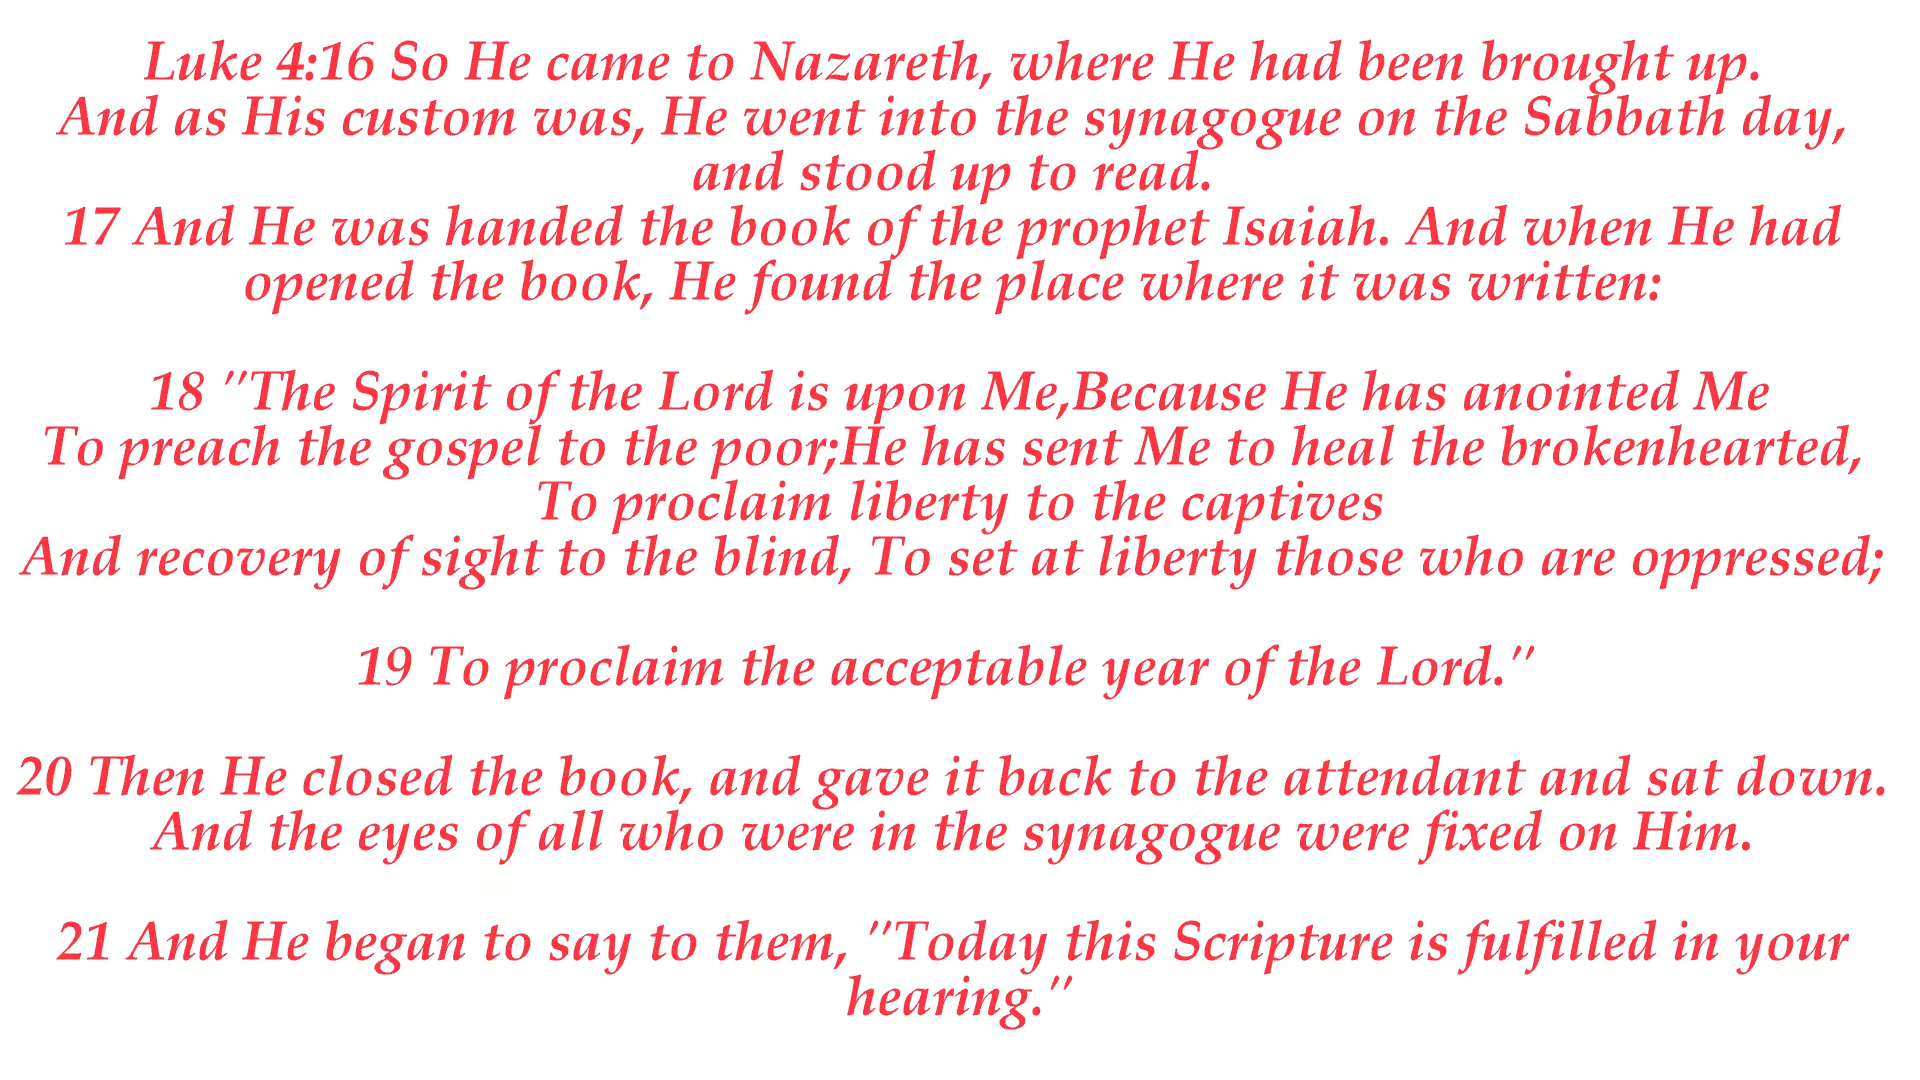 Luke 4:16 So He came to Nazareth, where He had been brought up.
And as His custom was, He went into the synagogue on the Sabbath day,
and stood up to read.
17 And He was handed the book of the prophet Isaiah. And when He had
opened the book, He found the place where it was written:
18 "The Spirit of the Lord is upon Me,Because He has anointed Me
To preach the gospel to the poor;He has sent Me to heal the brokenhearted,
To proclaim liberty to the captives
And recovery of sight to the blind, To set at liberty those who are oppressed;
19 To proclaim the acceptable year of the Lord."
20 Then He closed the book, and gave it back to the attendant and sat down.
And the eyes of all who were in the synagogue were fixed on Him.
21 And He began to say to them, "Today this Scripture is fulfilled in your
hearing."